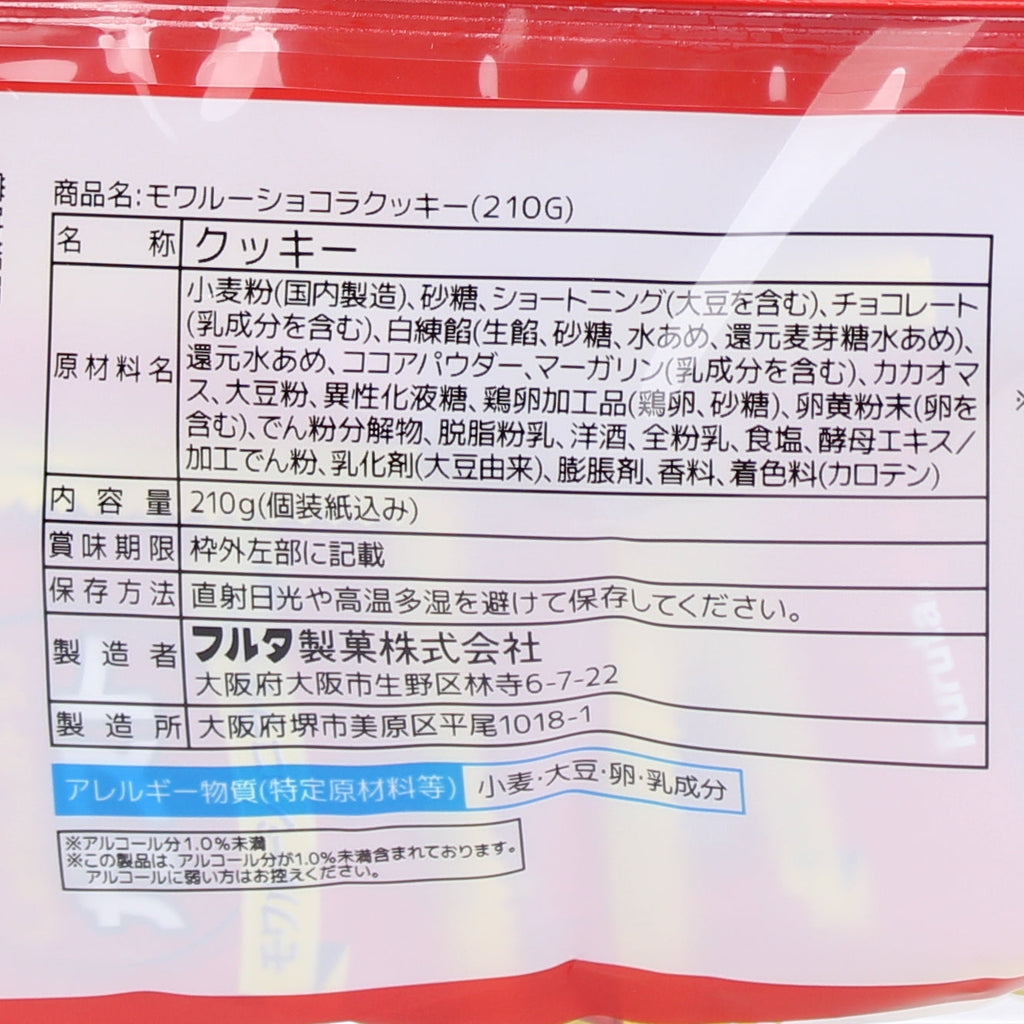 商品名:モワルーショコラクッキー(210G)
名称 クッキー
原材料名 小麦粉(国内製造)、砂糖、ショートニング(大豆を含む)、チョコレート
(乳成分を含む)、白練餡(生餡、砂糖、水あめ、還元麦芽糖水あめ)、
還元水あめ、ココアパウダー、マーガリン(乳成分を含む)、カカオマ
ス、大豆粉、異性化液糖、鶏卵加工品(鶏卵、砂糖)、卵黄粉末(卵を
含む)、でん粉分解物、脱脂粉乳、洋酒、全粉乳、食塩、酵母エキス/
加工でん粉、乳化剤(大豆由来)、膨脹剤、香料、着色料(カロテン)
内容量 210g(個装紙込み)
賞味期限 枠外左部に記載
保存方法 直射日光や高温多湿を避けて保存してください。
製造者 フルタ製菓株式会社
大阪府大阪市生野区林寺6-7-22
製造所 大阪府堺市美原区平尾1018-1
アレルギー物質(特定原材料等) 小麦・大豆・卵・乳成分
※アルコール分1.0%未満
※この製品は、アルコール分が1.0%未満含まれております。
アルコールに弱い方はお控えください。
Furuta